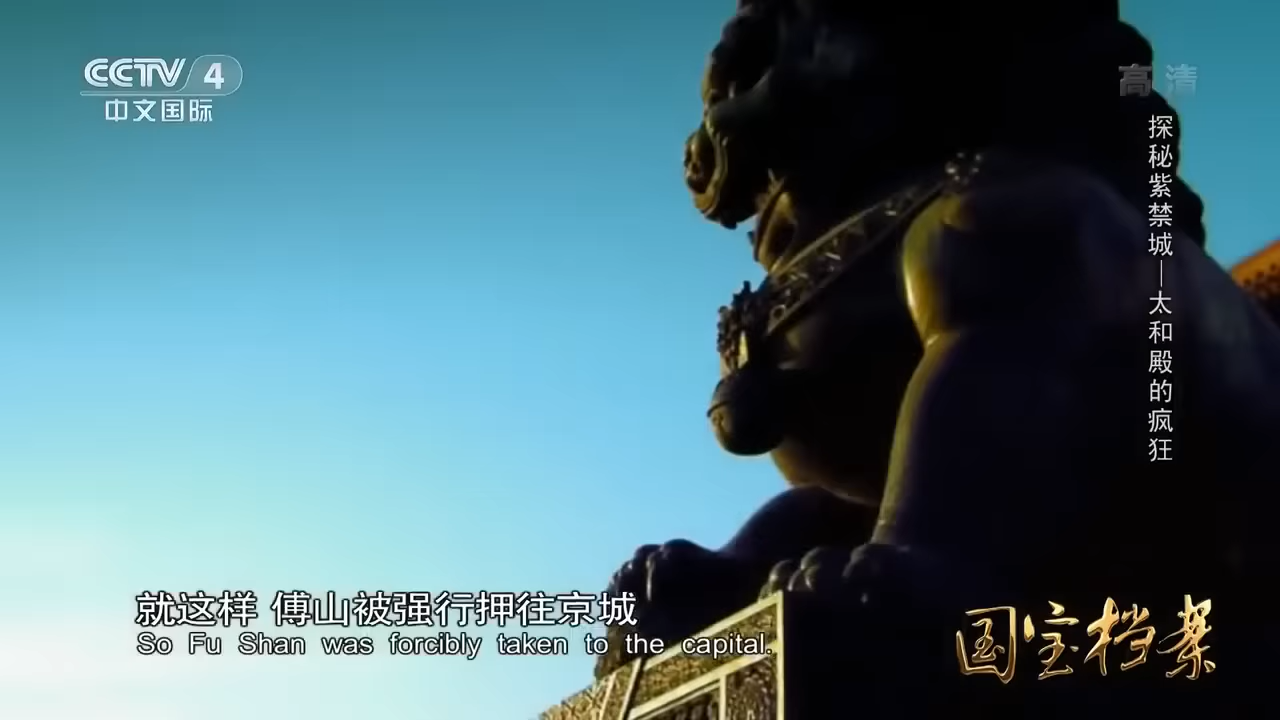 CCTV 4
中文国际
高清
探秘紫禁城—太和殿的疯狂
就这样 傅山被强行押往京城
So Fu Shan was forcibly taken to the capital.
国宝档案